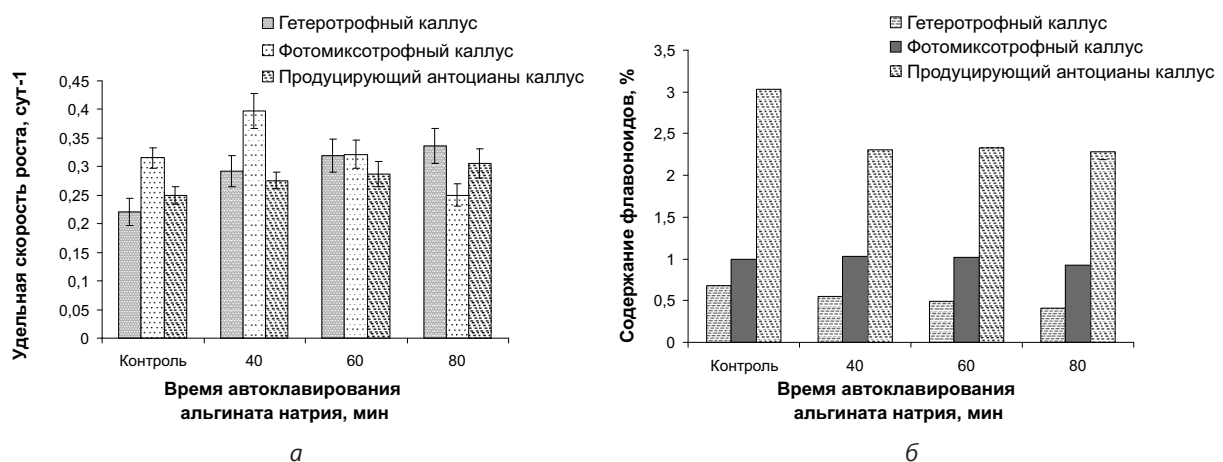 Гетеротрофный каллус
Фотомиксотрофный каллус
Продуцирующий антоцианы каллус
Удельная скорость роста, сут-1
0,45
0,4
0,35
0,3
0,25
0,2
0,15
0,1
0,05
0
Контроль 40 60 80
Время автоклавирования
альгината натрия, мин
а
Гетеротрофный каллус
Фотомиксотрофный каллус
Продуцирующий антоцианы каллус
Содержание флавоноидов, %
3,5
3
2,5
2
1,5
1
0,5
0
Контроль 40 60 80
Время автоклавирования
альгината натрия, мин
б